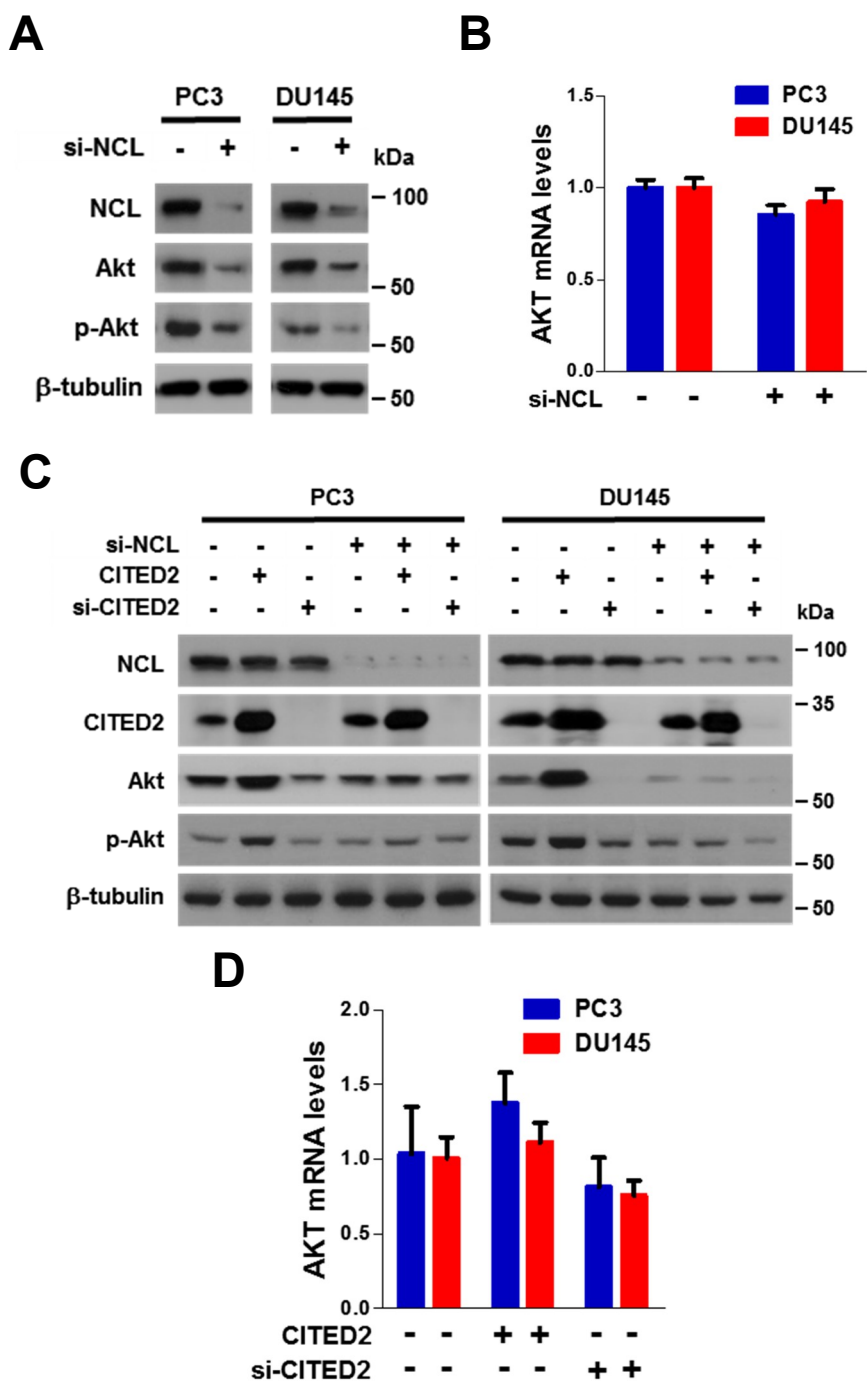 A
PC3 DU145
si-NCL - + - + kDa
NCL – 100
Akt – 50
p-Akt – 50
β-tubulin – 50
B
PC3
DU145
AKT mRNA levels
1.5
1.0
0.5
0.0
si-NCL - - + +
C
PC3 DU145
si-NCL - - - + + + - - - + + +
CITED2 - + - - + - - + - - + -
si-CITED2 - - + - - + - - + - - + kDa
NCL – 100
CITED2 – 35
Akt – 50
p-Akt – 50
β-tubulin – 50
D
PC3
DU145
AKT mRNA levels
2.0
1.5
1.0
0.5
0.0
CITED2 - - + + - -
si-CITED2 - - - - + +